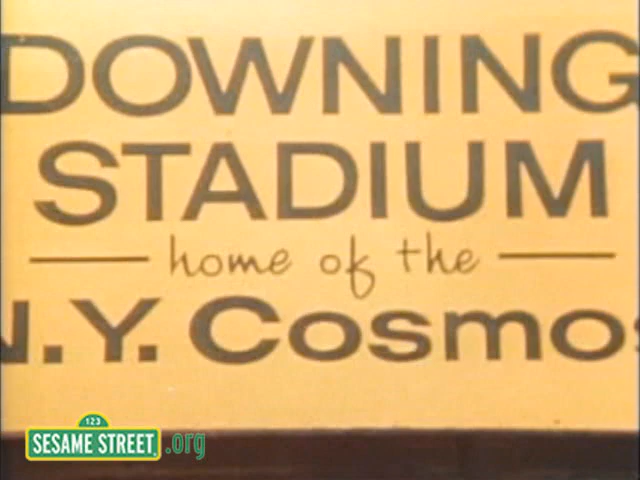 DOWNING
STADIUM
home of the
N.Y. Cosmos
123
SESAME STREET.org